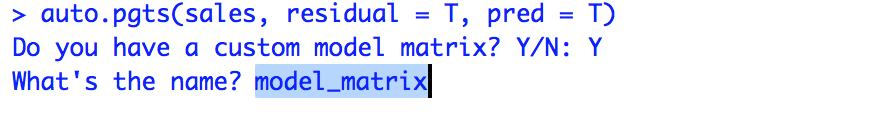 > auto.pgts(sales, residual = T, pred = T)
Do you have a custom model matrix? Y/N: Y
What's the name? model_matrix